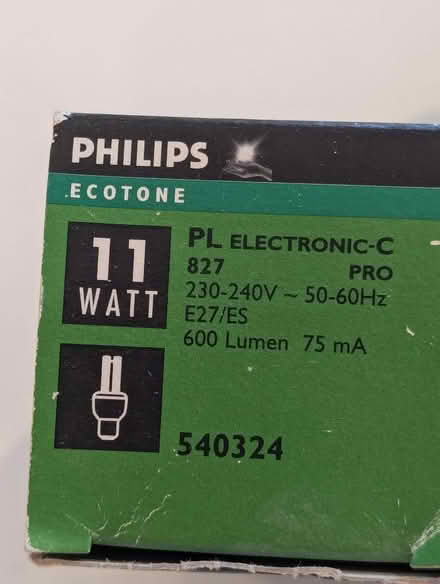 PHILIPS
ECOTONE
11
WATT
PL ELECTRONIC-C
827 PRO
230-240V ~ 50-60Hz
E27/ES
600 Lumen 75 mA
540324